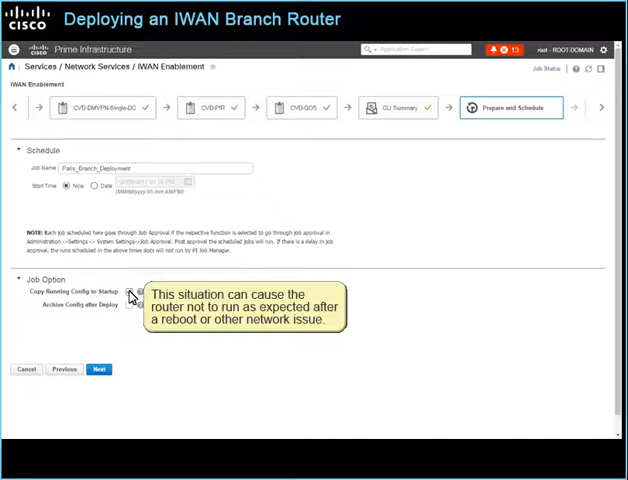 CISCO
Deploying an IWAN Branch Router
CISCO
Prime Infrastructure
Application Search
13
root - ROOT-DOMAIN
Services / Network Services / IWAN Enablement
Job Status
IWAN Enablement
CVD-DMVPN-Single-DC
CVD-PfR
CVD-QOS
CLI Summary
Prepare and Schedule
Schedule
Job Name
Paris_Branch_Deployment
Start Time
Now
Date
(MM/dd/yyyy hh:mm AM/PM)
NOTE: Each job scheduled here goes through Job Approval if the respective function is selected to go through job approval in
Administration ->Settings -> System Settings->Job Approval. Post approval the scheduled Jobs will run. If there is a delay in Job
approval, the runs scheduled in the above times slots will not run by PI Job Manager.
Job Option
Copy Running Config to Startup
Archive Config after Deploy
This situation can cause the
router not to run as expected after
a reboot or other network issue.
Cancel
Previous
Next